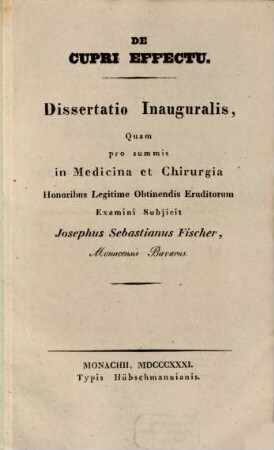 DE
CUPRI EFFECTU.
Dissertatio Inauguralis,
Quam
pro summis
in Medicina et Chirurgia
Honoribus Legitime Obtinendis Eruditorum
Examini Subjicit
Josephus Sebastianus Fischer,
Monacensis Bavarus.
MONACHII, MDCCCXXXI.
Typis Hübschmannianis.